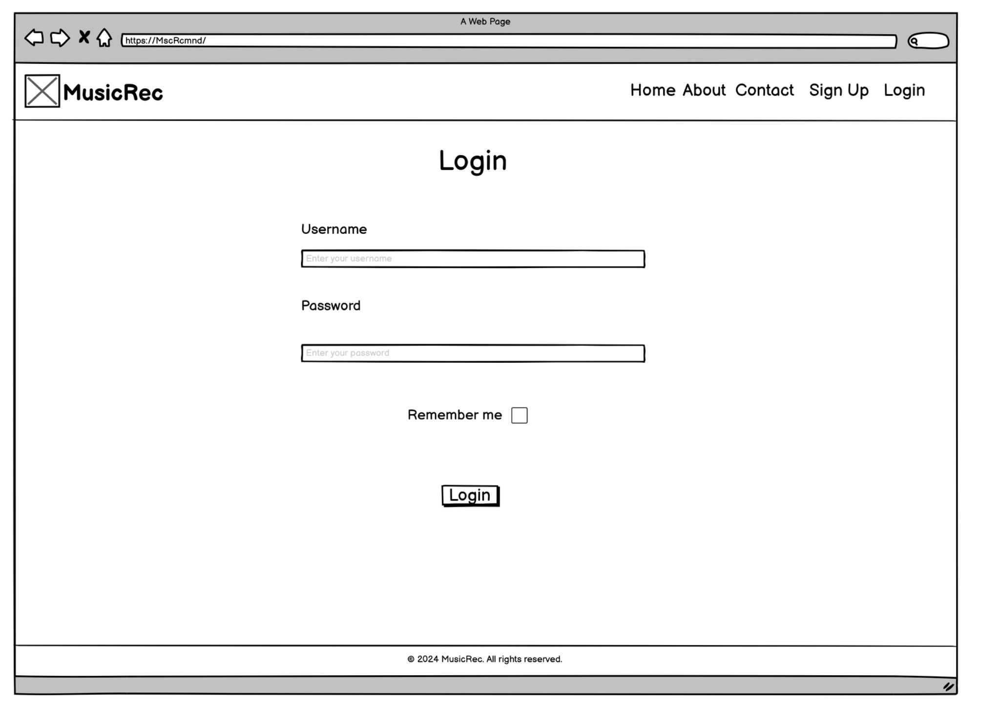 A Web Page
https://MscRcmnd/
MusicRec
Home About Contact Sign Up Login
Login
Username
Enter your username
Password
Enter your password
Remember me
Login
© 2024 MusicRec. All rights reserved.